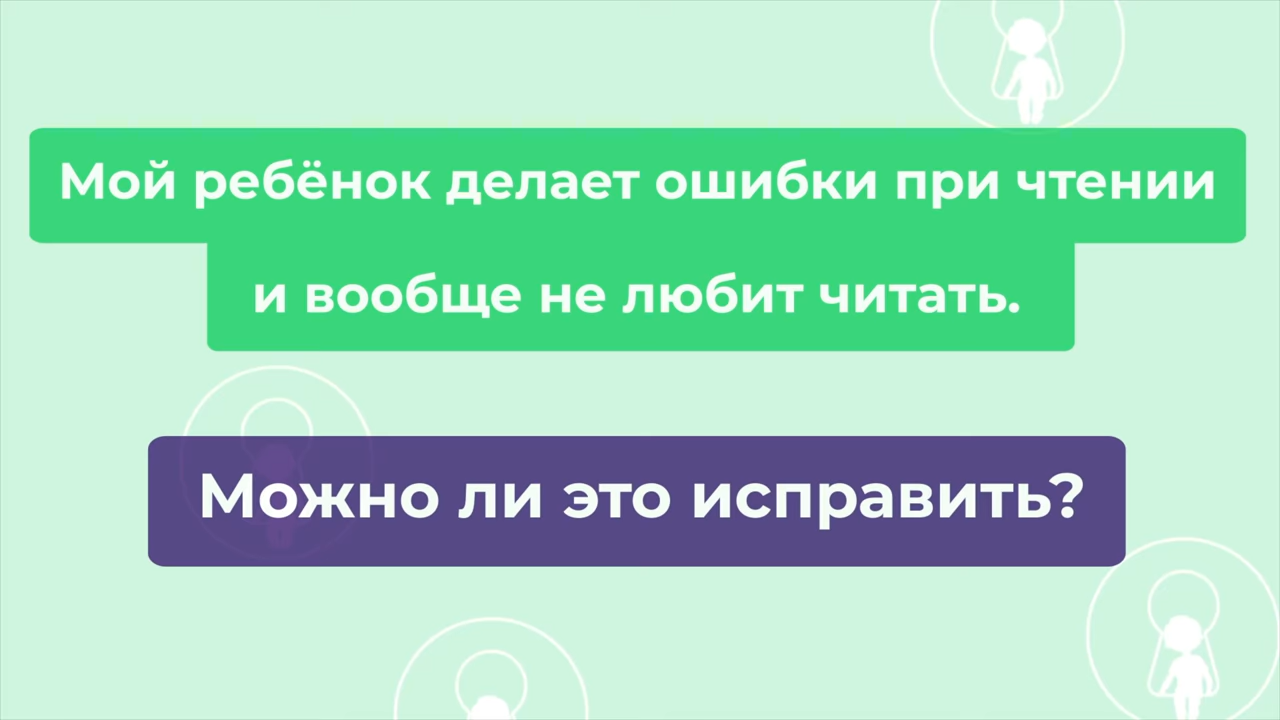 Мой ребёнок делает ошибки при чтении
и вообще не любит читать.
Можно ли это исправить?